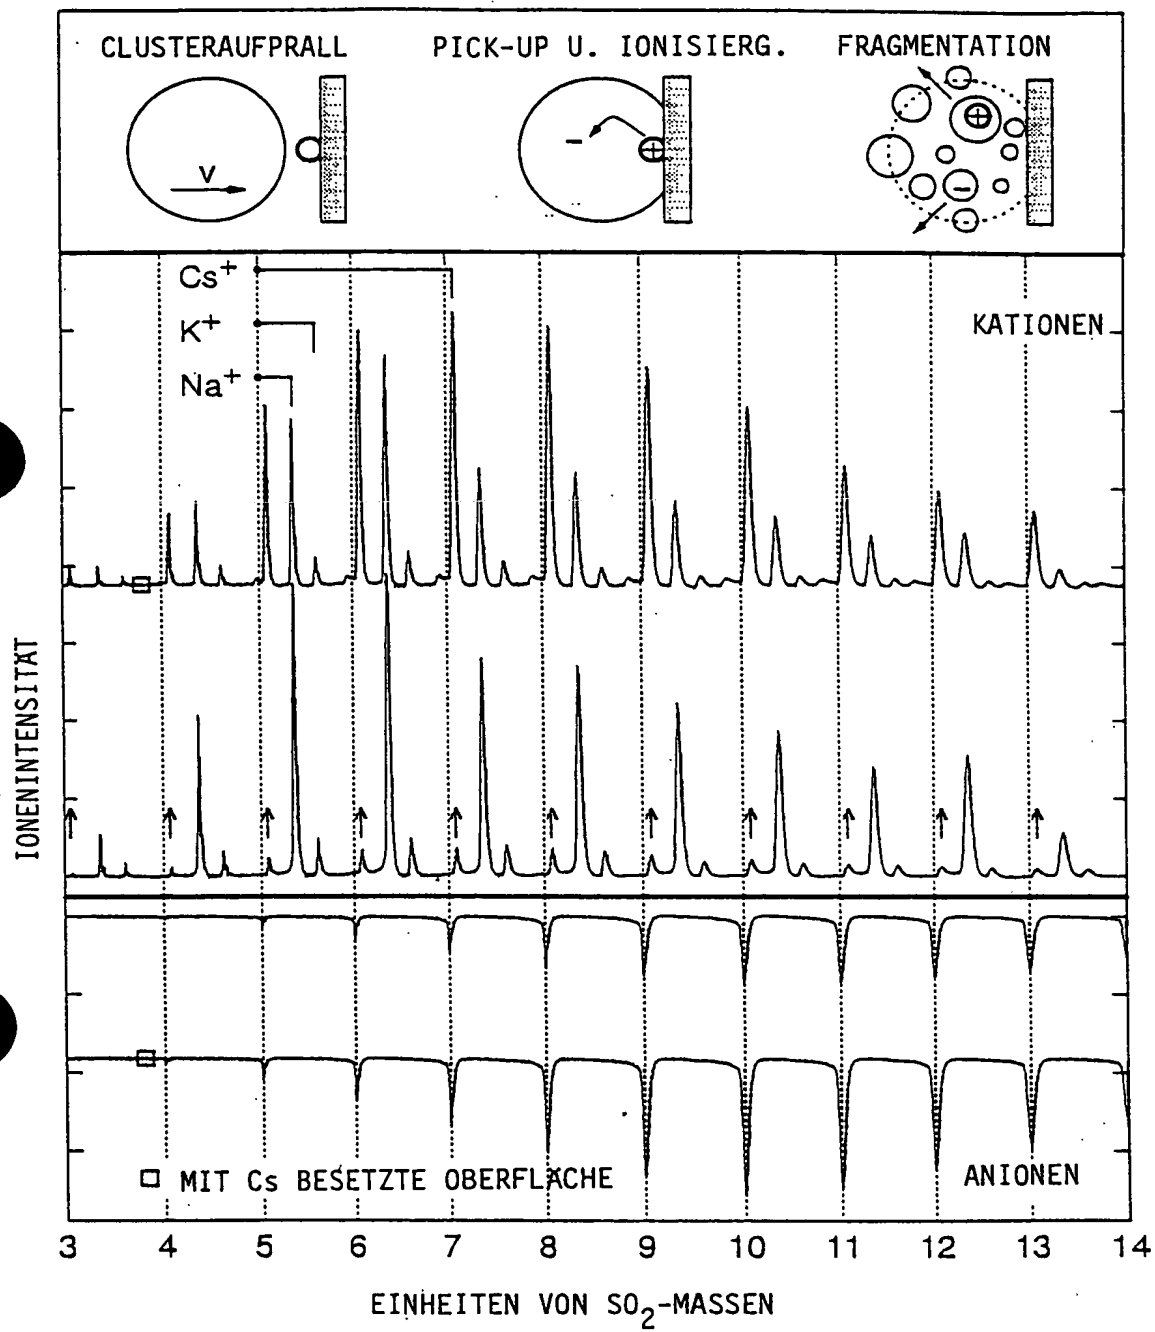 CLUSTERAUFPRALL PICK-UP U. IONISIERG. FRAGMENTATION
v - + + -
Cs+
K+
Na+
KATIONEN
IONENINTENSITÄT
□ MIT Cs BESETZTE OBERFLÄCHE
ANIONEN
3 4 5 6 7 8 9 10 11 12 13 14
EINHEITEN VON SO2-MASSEN